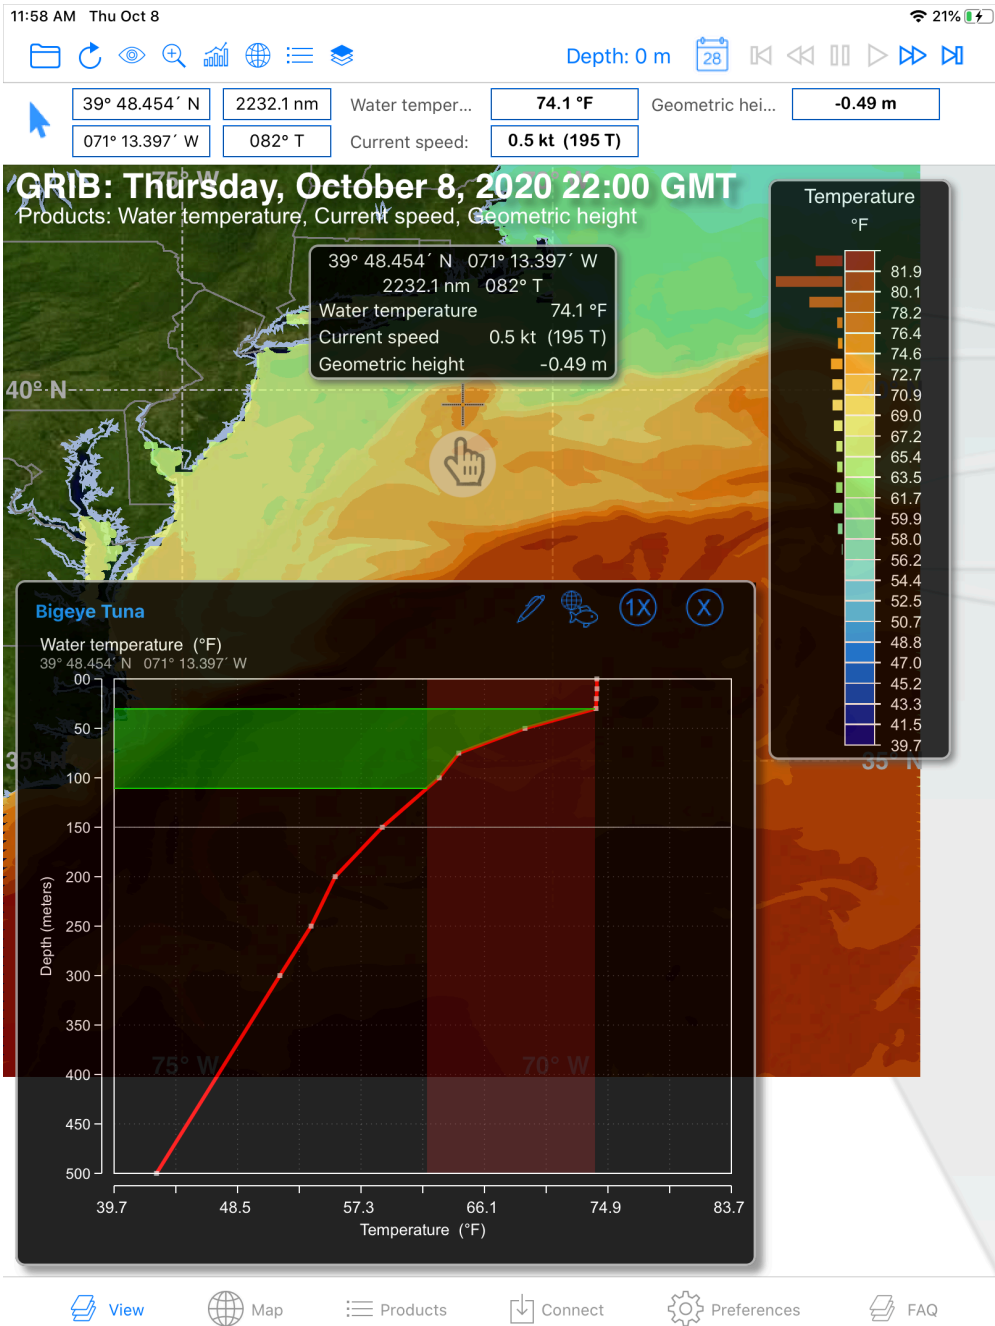 11:58 AM Thu Oct 8 21%
Depth: 0 m 28
39° 48.454´ N 2232.1 nm Water temper... 74.1 °F Geometric hei... -0.49 m
071° 13.397´ W 082° T Current speed: 0.5 kt (195 T)
75° W
GRIB: Thursday, October 8, 2020 22:00 GMT
Products: Water temperature, Current speed, Geometric height
39° 48.454´ N 071° 13.397´ W
2232.1 nm 082° T
Water temperature 74.1 °F
Current speed 0.5 kt (195 T)
Geometric height -0.49 m
Temperature
°F
81.9
80.1
78.2
76.4
74.6
72.7
70.9
69.0
67.2
65.4
63.5
61.7
59.9
58.0
56.2
54.4
52.5
50.7
48.8
47.0
45.2
43.3
41.5
39.7
40° N
35° N
35° N
Bigeye Tuna 1X X
Water temperature (°F)
39° 48.454´ N 071° 13.397´ W
00
50
100
150
200
250
300
350
400
450
500
Depth (meters)
75° W 70° W
39.7 48.5 57.3 66.1 74.9 83.7
Temperature (°F)
View Map Products Connect Preferences FAQ